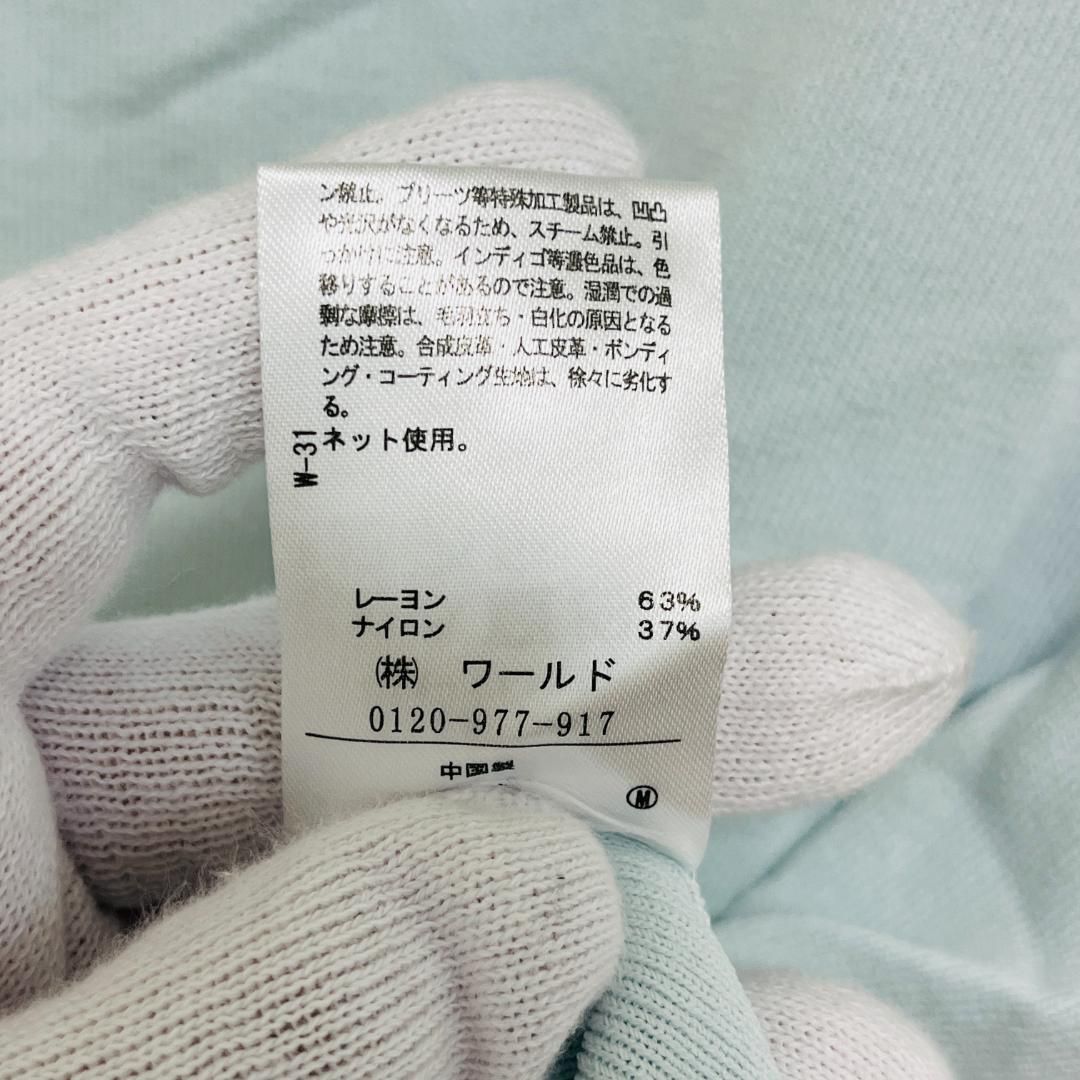 ン禁止。プリーツ等特殊加工製品は、凹凸
や光沢がなくなるため、スチーム禁止。引
っかけに注意。インディゴ等濃色品は、色
移りすることがあるので注意。湿潤での過
剰な摩擦は、毛羽立ち・白化の原因となる
ため注意。合成皮革・人工皮革・ボンディ
ング・コーティング生地は、徐々に劣化す
る。
ネット使用。
W-31
レーヨン 63%
ナイロン 37%
㈱ ワールド
0120-977-917
中国製
Ⓜ